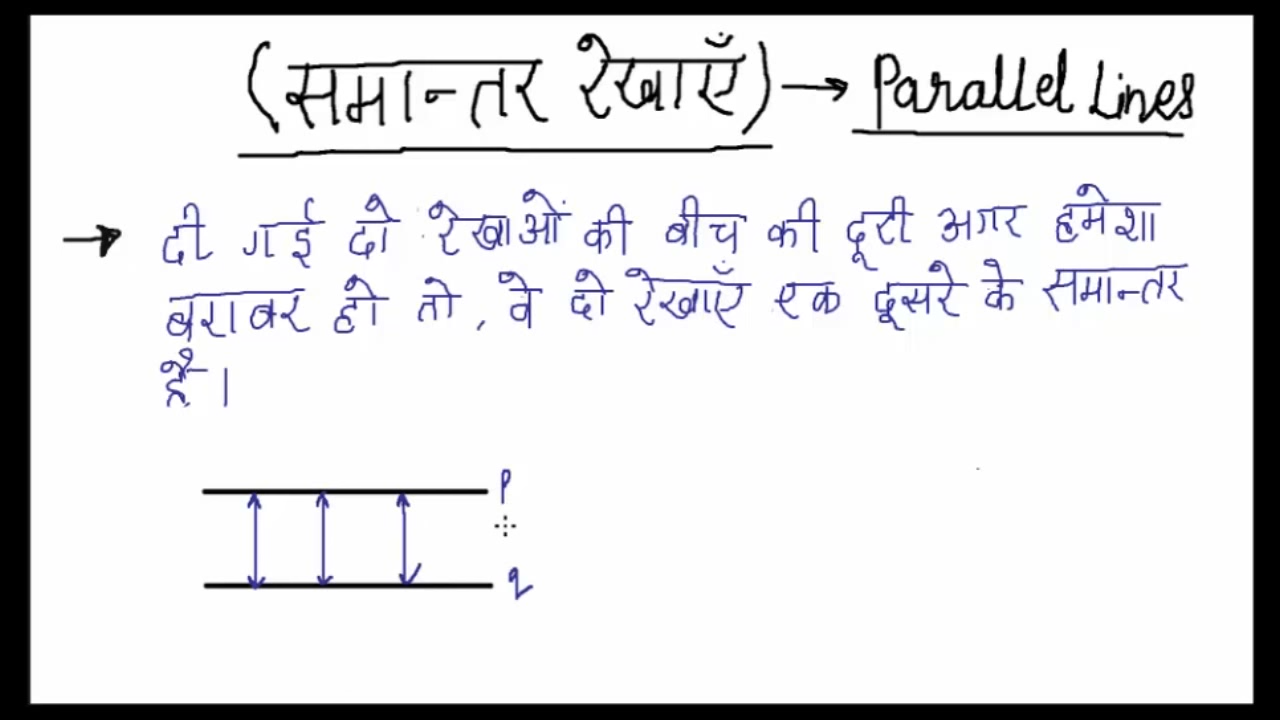 (समान्तर रेखाएँ) → Parallel Lines
→ दी गई दो रेखाओं की बीच की दूरी अगर हमेशा
बराबर हो तो, वे दो रेखाएँ एक दूसरे के समान्तर
हैं।
p
q